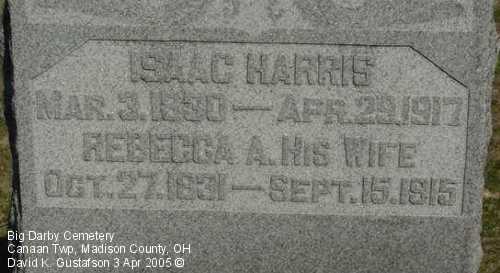 ISAAC HARRIS
MAR. 3. 1830 — APR. 29. 1917
REBECCA A. HIS WIFE
OCT. 27. 1831 — SEPT. 15. 1915
Big Darby Cemetery
Canaan Twp, Madison County, OH
David K. Gustafson 3 Apr 2005 ©